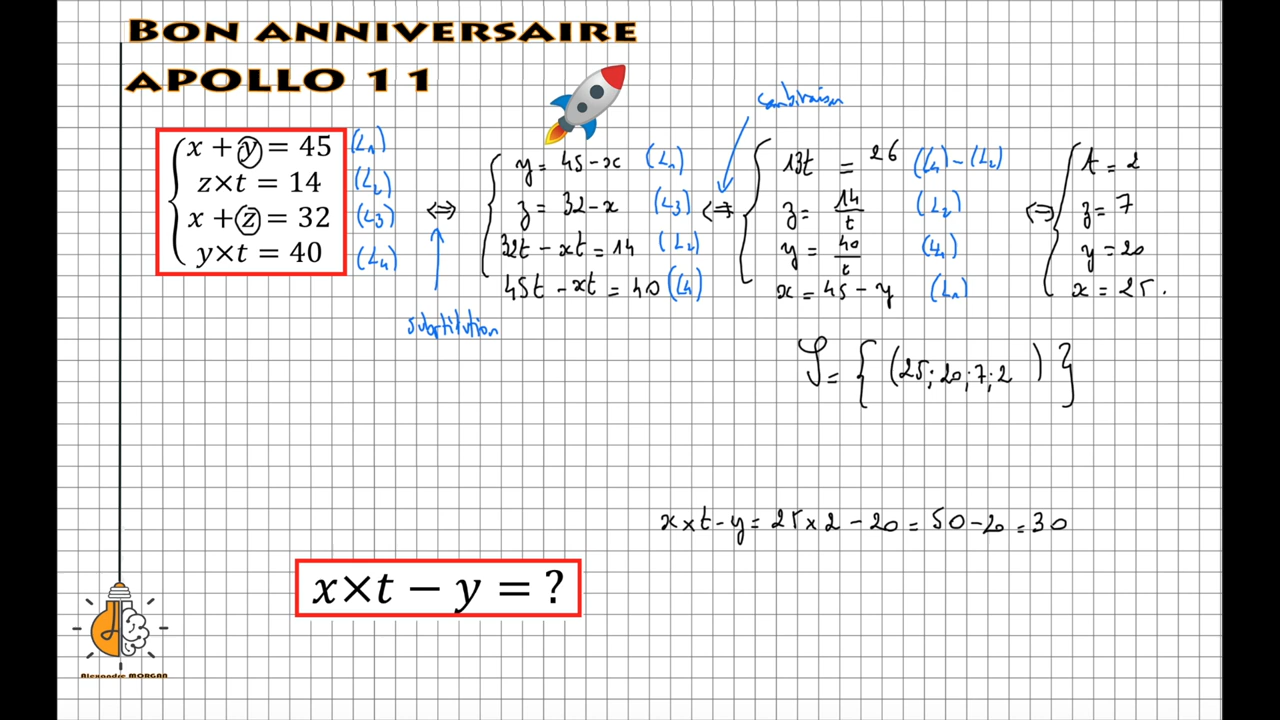 BON ANNIVERSAIRE
APOLLO 11
combinaison
x + y = 45 (L1)
z×t = 14 (L2)
x + z = 32 (L3)
y×t = 40 (L4)
⇔
substitution
y = 45 - x (L1)
z = 32 - x (L3)
32t - xt = 14 (L2)
45t - xt = 40 (L4)
⇔
13t = 26 (L4) - (L2)
z = 14/t (L2)
y = 40/t (L4)
x = 45 - y (L1)
⇔
t = 2
z = 7
y = 20
x = 25.
S = { (25; 20; 7; 2 ) }
x×t - y = 25×2 - 20 = 50 - 20 = 30
x×t − y = ?
Alexandre MORGAN